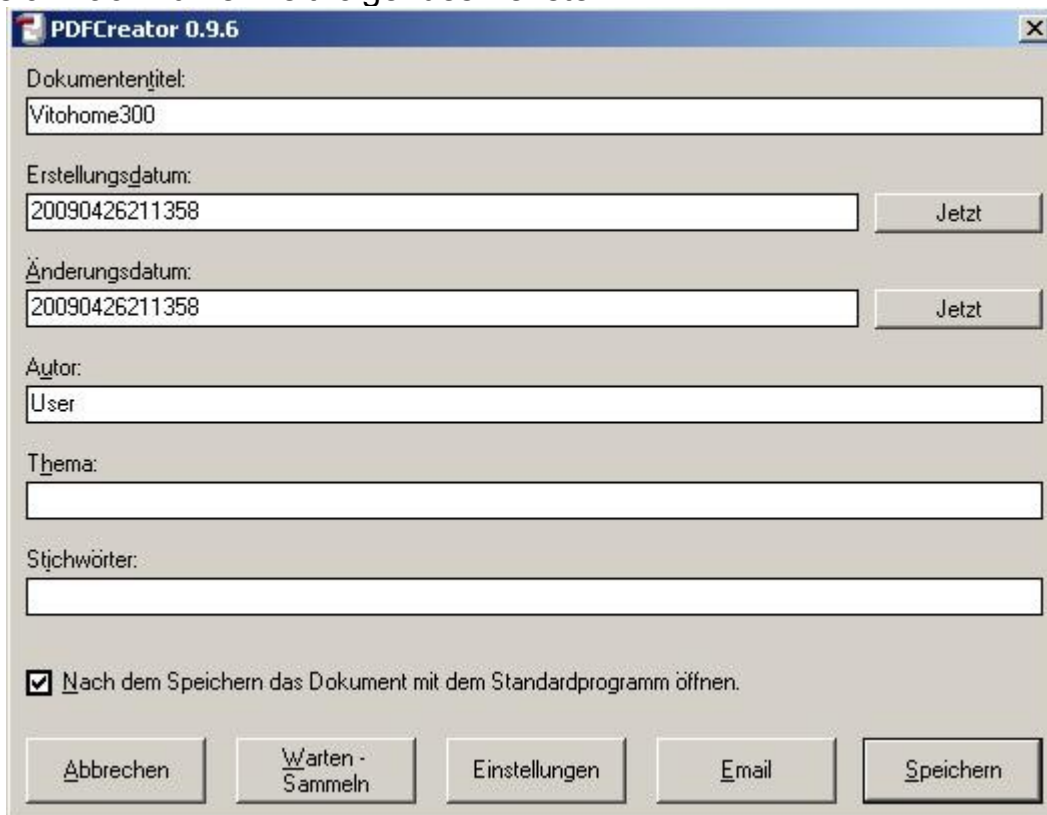 PDFCreator 0.9.6
Dokumententitel:
Vitohome300
Erstellungsdatum:
20090426211358
Jetzt
Änderungsdatum:
20090426211358
Jetzt
Autor:
User
Thema:
Stichwörter:
Nach dem Speichern das Dokument mit dem Standardprogramm öffnen.
Abbrechen
Warten -
Sammeln
Einstellungen
Email
Speichern